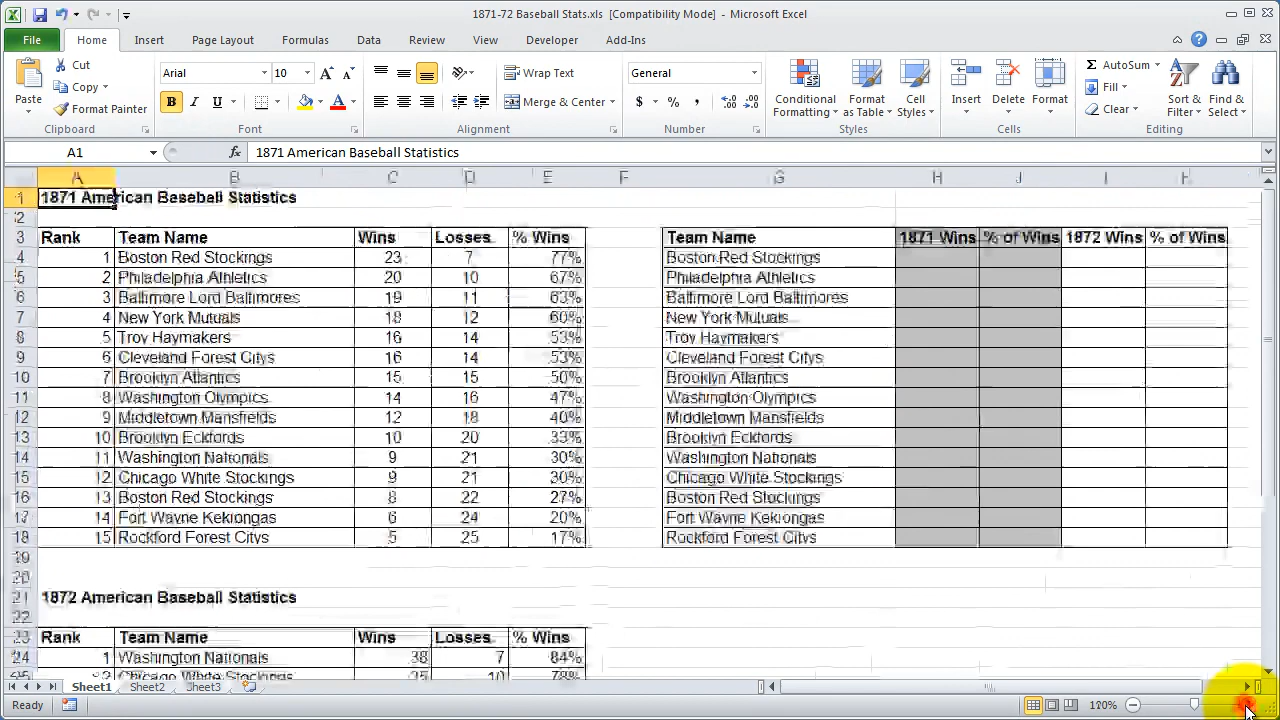 1871-72 Baseball Stats.xls [Compatibility Mode] - Microsoft Excel
File Home Insert Page Layout Formulas Data Review View Developer Add-Ins
Paste Cut Copy Format Painter
Arial 10 B I U A A A
Wrap Text
Merge & Center
General
$ % ,
Conditional Formatting Format as Table Cell Styles
Insert Delete Format
Σ AutoSum Fill Clear
Sort & Filter Find & Select
Clipboard Font Alignment Number Styles Cells Editing
A1 fx 1871 American Baseball Statistics
A B C D E F G H J
1 1871 American Baseball Statistics
2
3 Rank Team Name Wins Losses % Wins Team Name 1871 Wins % of Wins 1872 Wins % of Wins
4 1 Boston Red Stockings 23 7 77% Boston Red Stockings
5 2 Philadelphia Athletics 20 10 67% Philadelphia Athletics
6 3 Baltimore Lord Baltimores 19 11 63% Baltimore Lord Baltimores
7 4 New York Mutuals 18 12 60% New York Mutuals
8 5 Troy Haymakers 16 14 53% Troy Haymakers
9 6 Cleveland Forest Citys 16 14 53% Cleveland Forest Citys
10 7 Brooklyn Atlantics 15 15 50% Brooklyn Atlantics
11 8 Washington Olympics 14 16 47% Washington Olympics
12 9 Middletown Mansfields 12 18 40% Middletown Mansfields
13 10 Brooklyn Eckfords 10 20 33% Brooklyn Eckfords
14 11 Washington Nationals 9 21 30% Washington Nationals
15 12 Chicago White Stockings 9 21 30% Chicago White Stockings
16 13 Boston Red Stockings 8 22 27% Boston Red Stockings
17 14 Fort Wayne Kekiongas 6 24 20% Fort Wayne Kekiongas
18 15 Rockford Forest Citys 5 25 17% Rockford Forest Citys
19
20
21 1872 American Baseball Statistics
22
23 Rank Team Name Wins Losses % Wins
24 1 Washington Nationals 38 7 84%
Chicago White Stockings 10 78%
Sheet1 Sheet2 Sheet3
Ready 120%